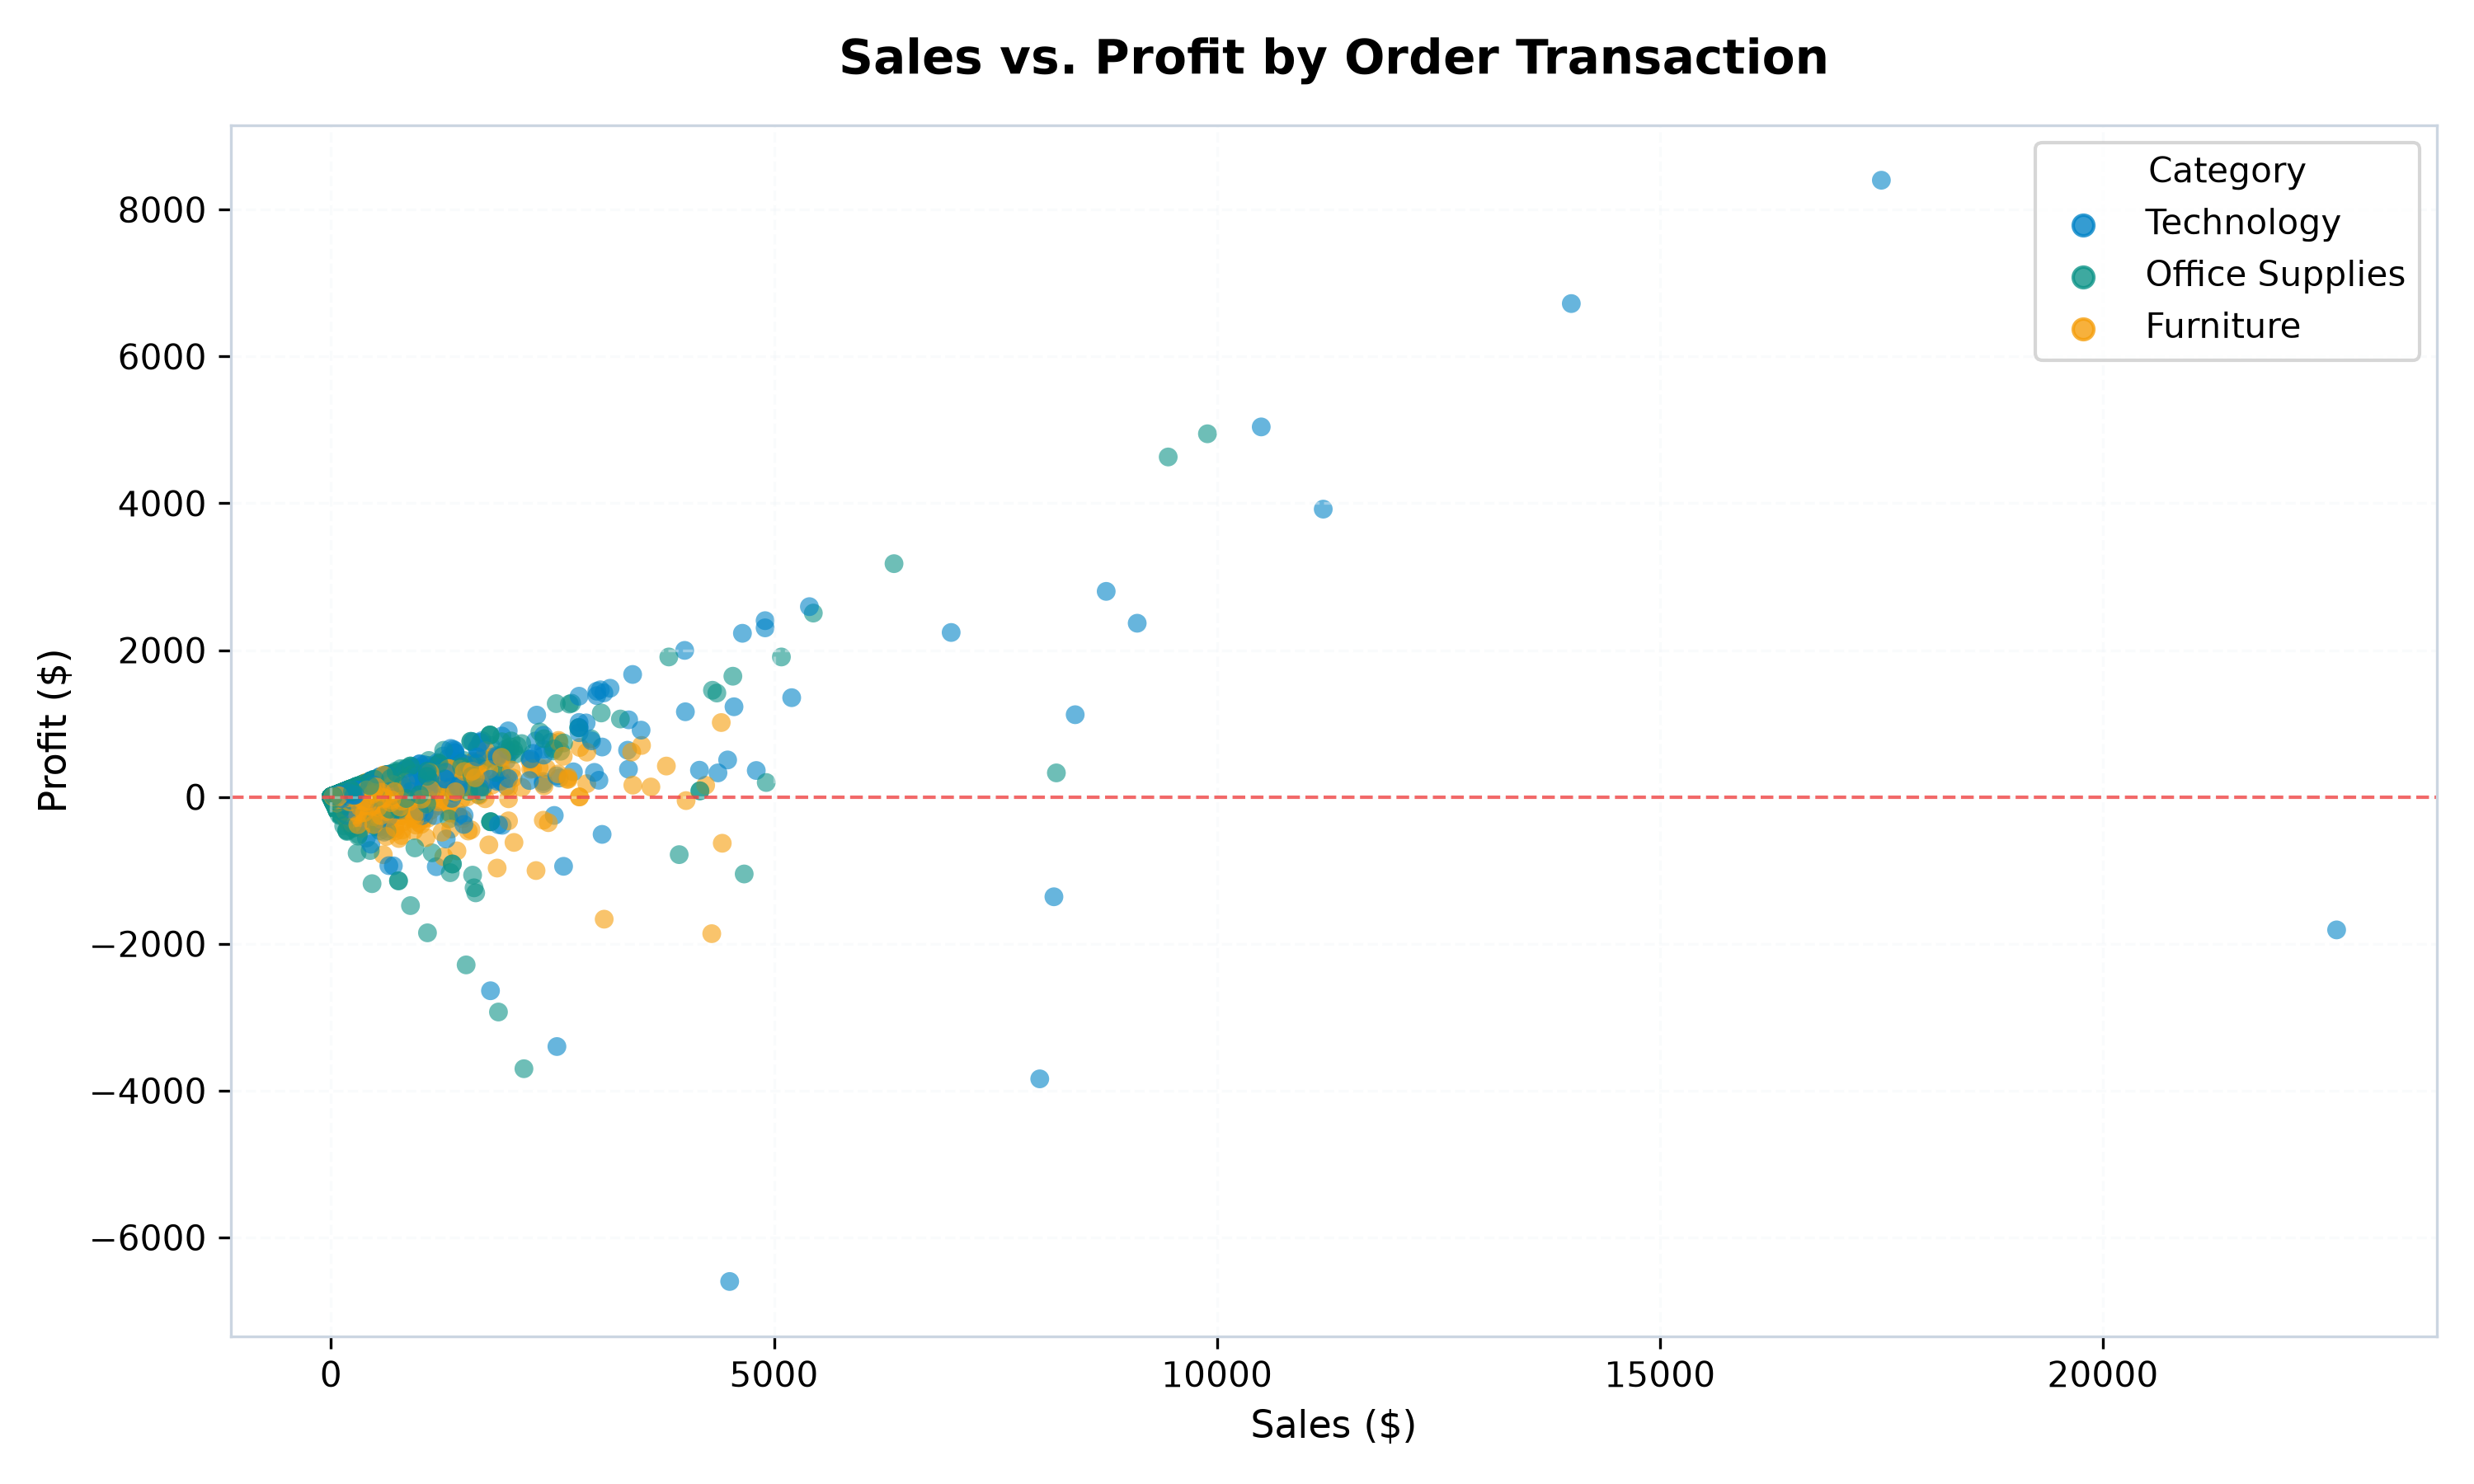 Sales vs. Profit by Order Transaction
Category
Technology
Office Supplies
Furniture
Profit ($)
8000
6000
4000
2000
0
−2000
−4000
−6000
0 5000 10000 15000 20000
Sales ($)